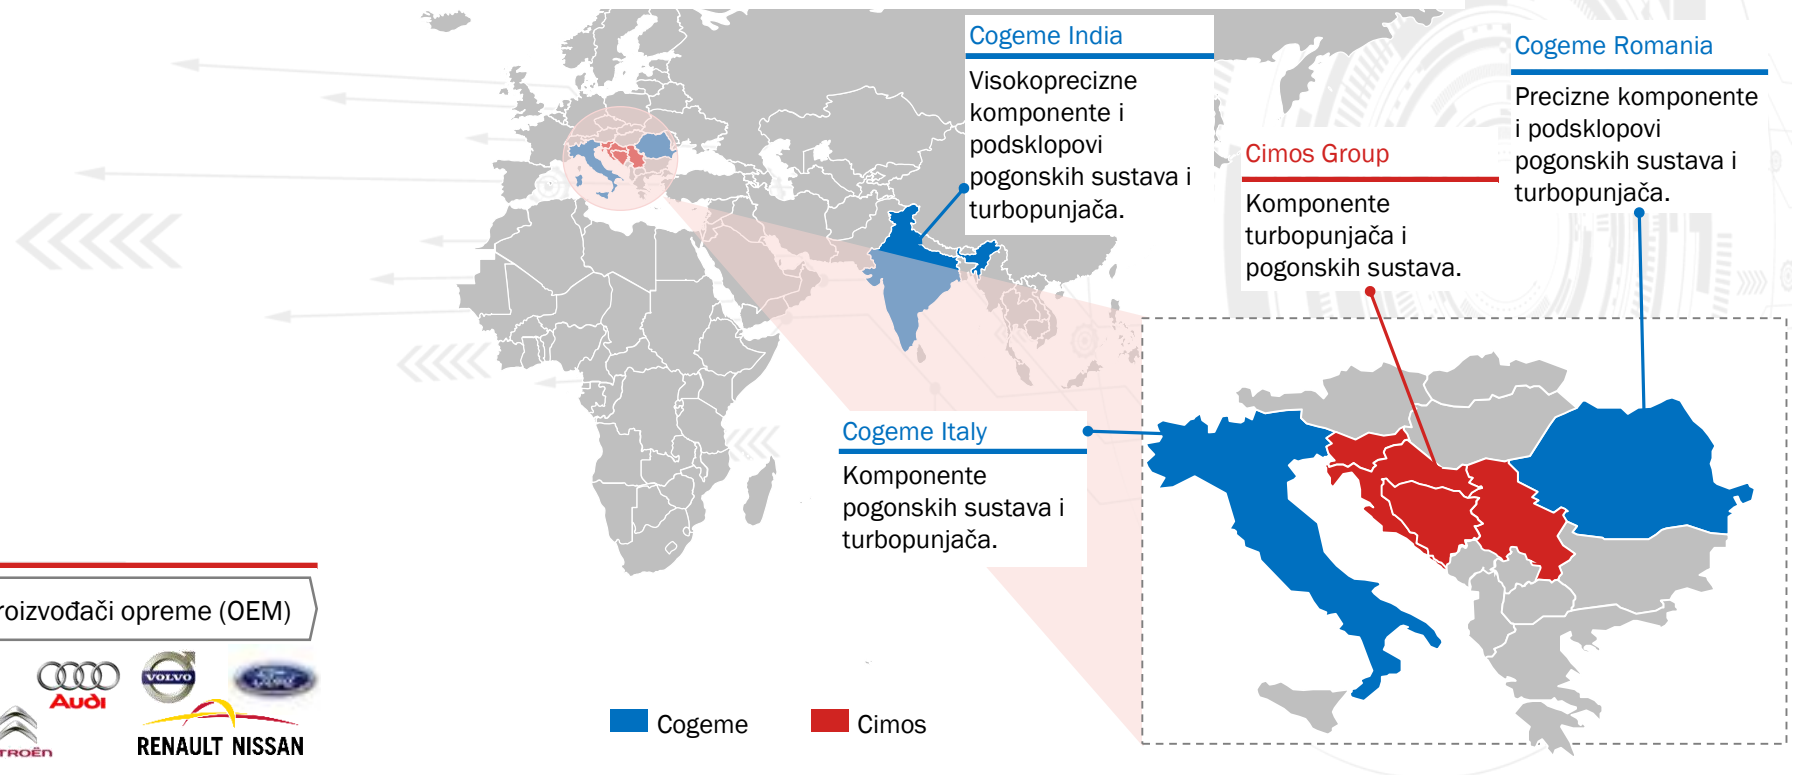 Cogeme India
Visokoprecizne
komponente i
podsklopovi
pogonskih sustava i
turbopunjača.
Cogeme Romania
Precizne komponente
i podsklopovi
pogonskih sustava i
turbopunjača.
Cimos Group
Komponente
turbopunjača i
pogonskih sustava.
Cogeme Italy
Komponente
pogonskih sustava i
turbopunjača.
roizvođači opreme (OEM)
Audi
VOLVO
Ford
TROËN
RENAULT NISSAN
Cogeme
Cimos